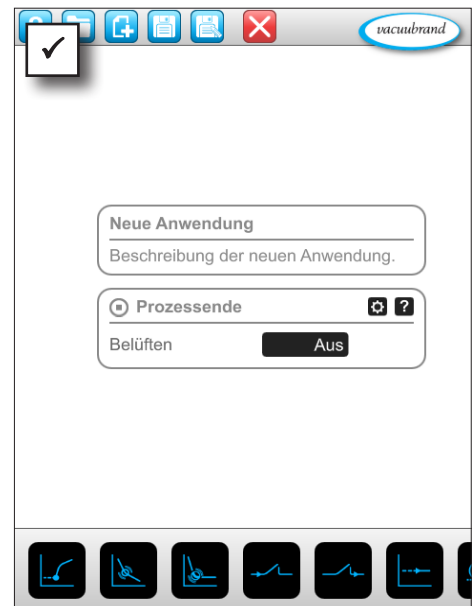 vacuubrand
Neue Anwendung
Beschreibung der neuen Anwendung.
Prozessende
?
Belüften
Aus